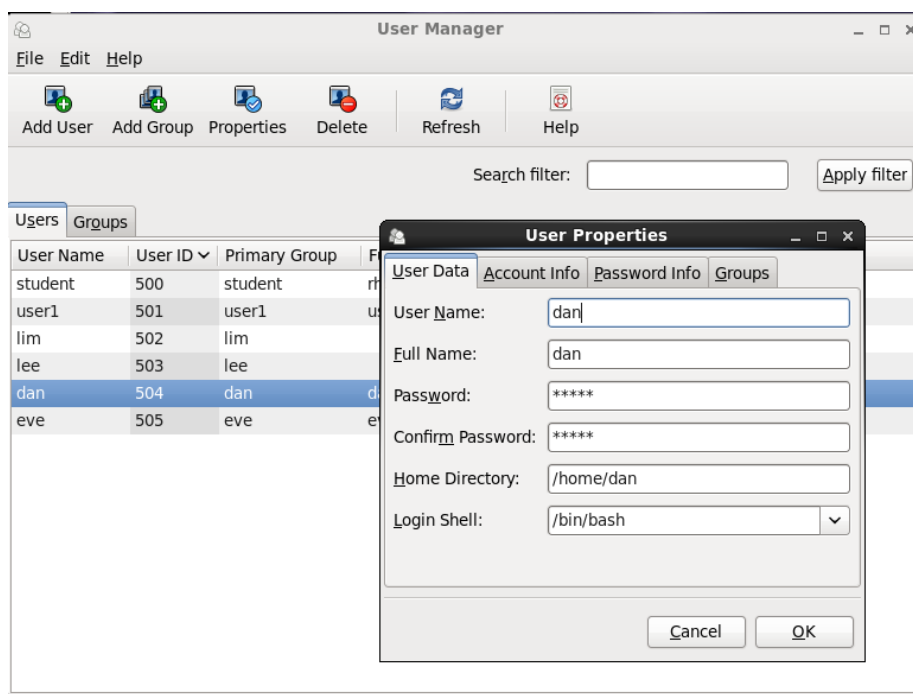 User Manager
File Edit Help
Add User Add Group Properties Delete Refresh Help
Search filter: Apply filter
Users Groups
User Name User ID Primary Group
student 500 student
user1 501 user1
lim 502 lim
lee 503 lee
dan 504 dan
eve 505 eve
User Properties
User Data Account Info Password Info Groups
User Name: dan
Full Name: dan
Password: *****
Confirm Password: *****
Home Directory: /home/dan
Login Shell: /bin/bash
Cancel OK